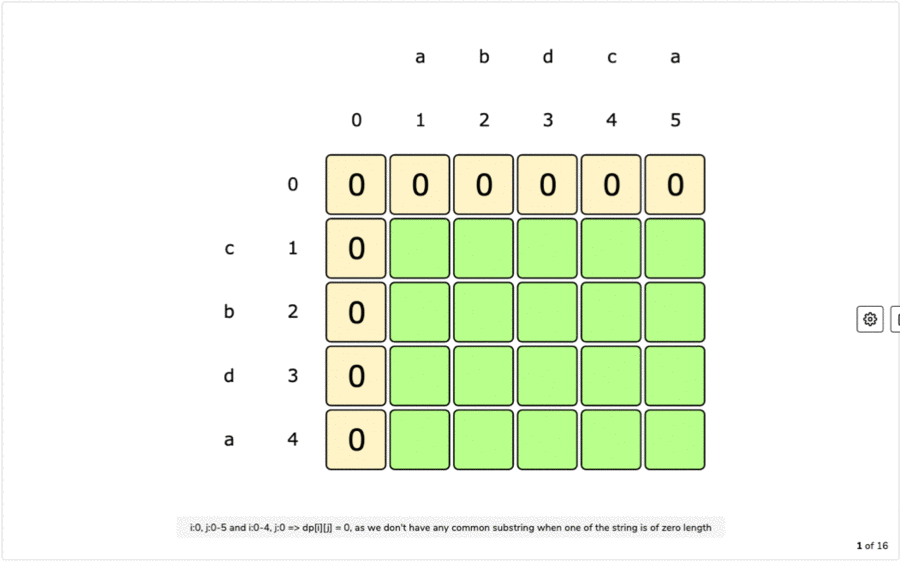 a b d c a
0 1 2 3 4 5
0 0 0 0 0 0 0
c 1 0
b 2 0
d 3 0
a 4 0
i:0, j:0-5 and i:0-4, j:0 => dp[i][j] = 0, as we don't have any common substring when one of the string is of zero length
1 of 16